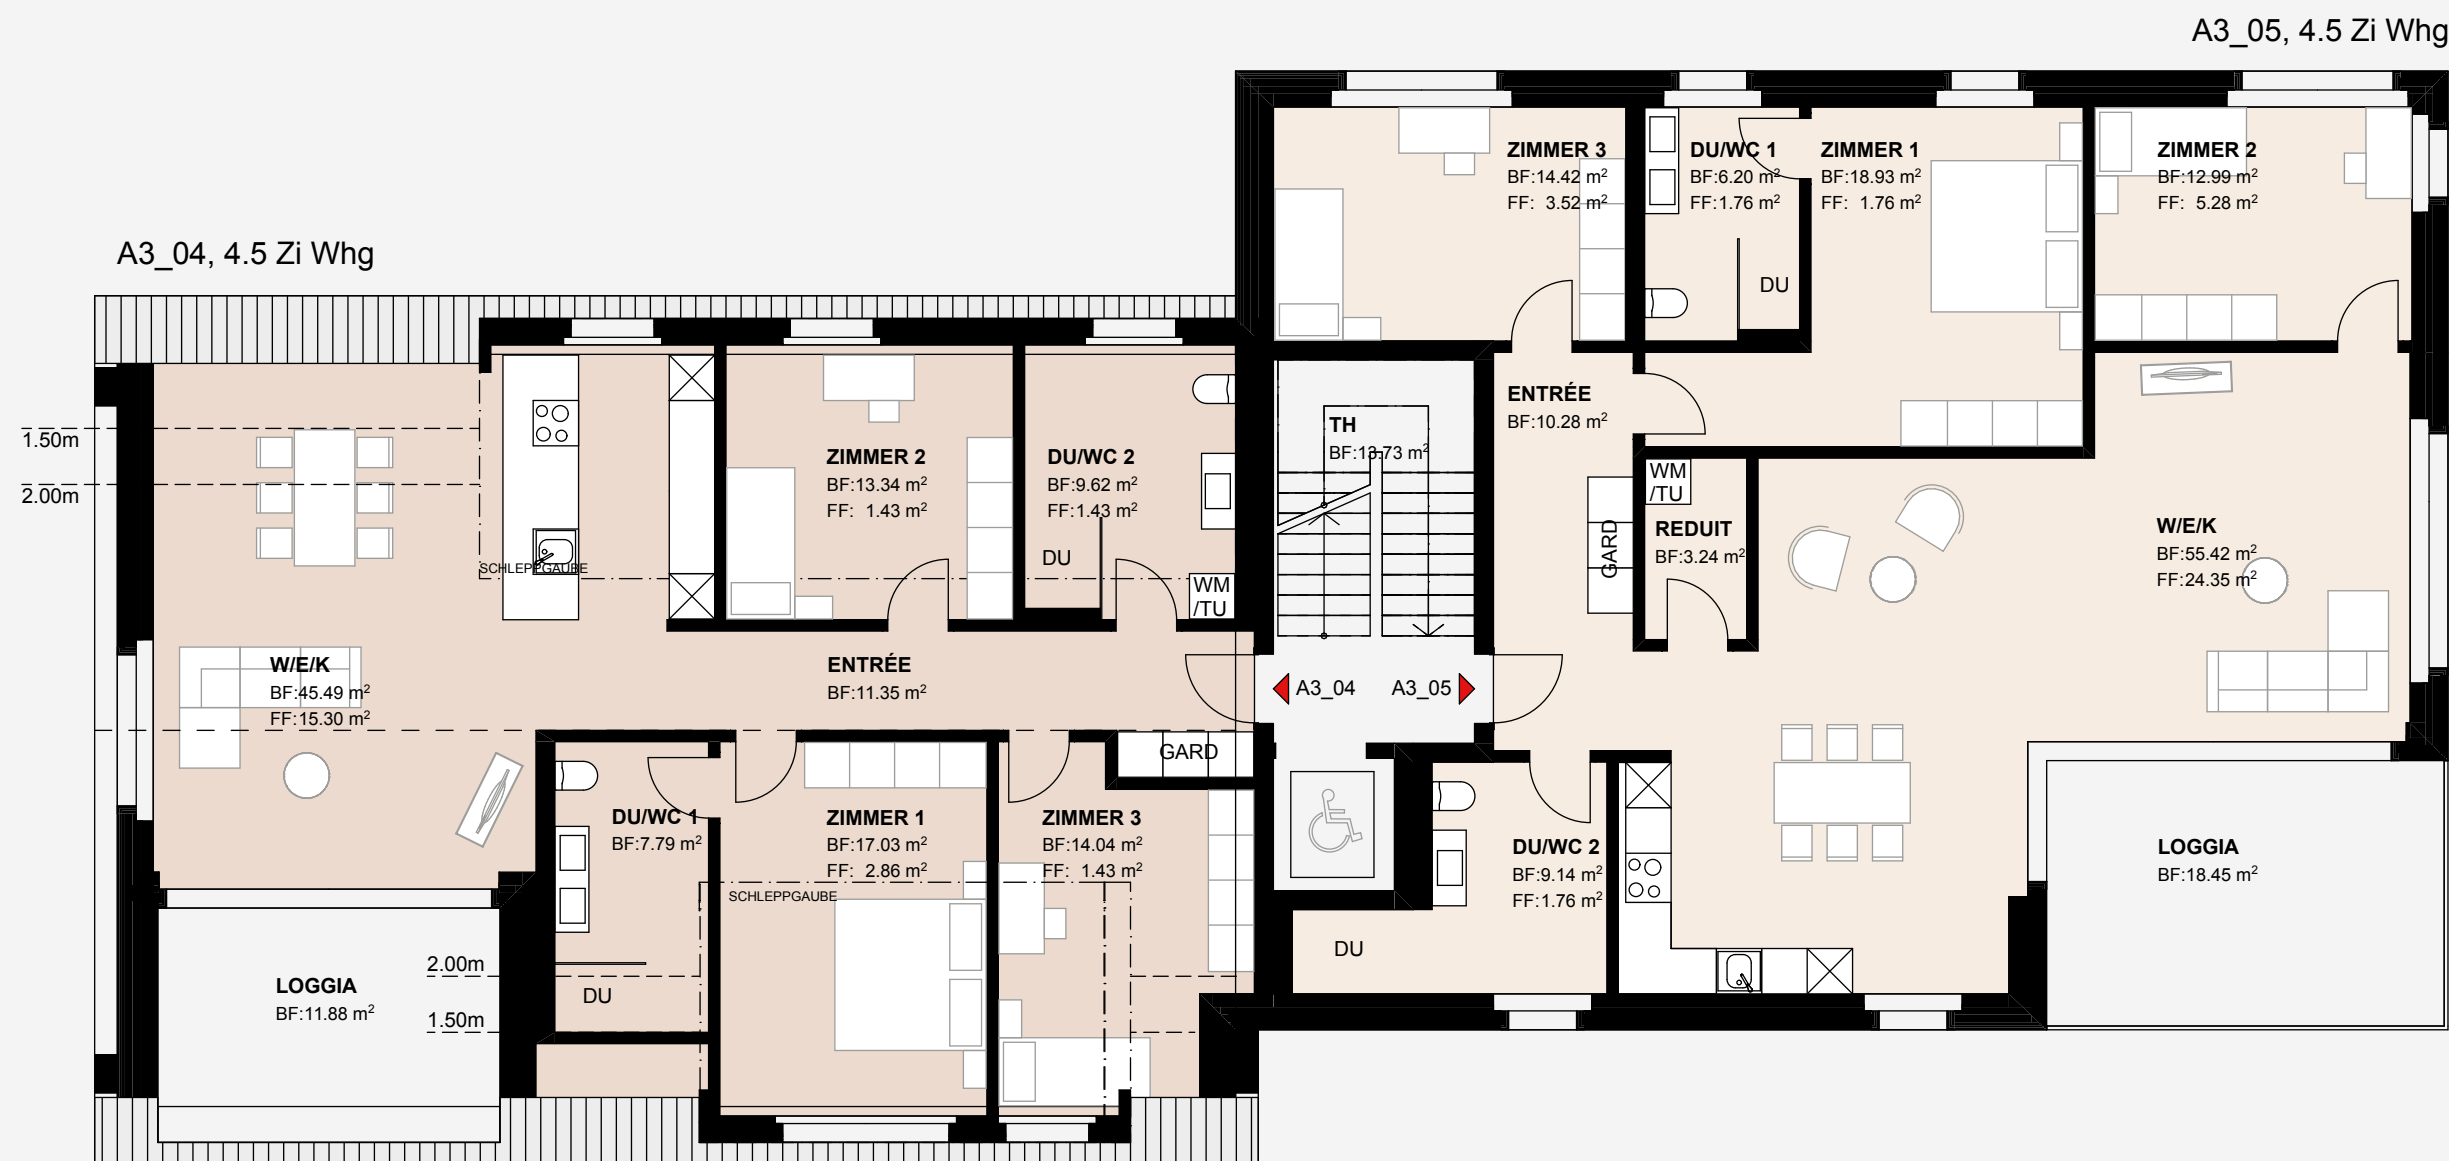 A3_05, 4.5 Zi Whg
A3_04, 4.5 Zi Whg
ZIMMER 3
BF:14.42 m²
FF: 3.52 m²
DU/WC 1
BF:6.20 m²
FF:1.76 m²
DU
ZIMMER 1
BF:18.93 m²
FF: 1.76 m²
ZIMMER 2
BF:12.99 m²
FF: 5.28 m²
1.50m
2.00m
SCHLEPPGAUBE
ZIMMER 2
BF:13.34 m²
FF: 1.43 m²
DU/WC 2
BF:9.62 m²
FF:1.43 m²
DU
WM
/TU
TH
BF:13.73 m²
ENTRÉE
BF:10.28 m²
GARD
WM
/TU
REDUIT
BF:3.24 m²
W/E/K
BF:55.42 m²
FF:24.35 m²
W/E/K
BF:45.49 m²
FF:15.30 m²
ENTRÉE
BF:11.35 m²
A3_04
A3_05
GARD
DU/WC 1
BF:7.79 m²
ZIMMER 1
BF:17.03 m²
FF: 2.86 m²
SCHLEPPGAUBE
ZIMMER 3
BF:14.04 m²
FF: 1.43 m²
DU/WC 2
BF:9.14 m²
FF:1.76 m²
DU
LOGGIA
BF:18.45 m²
LOGGIA
BF:11.88 m²
2.00m
1.50m
DU